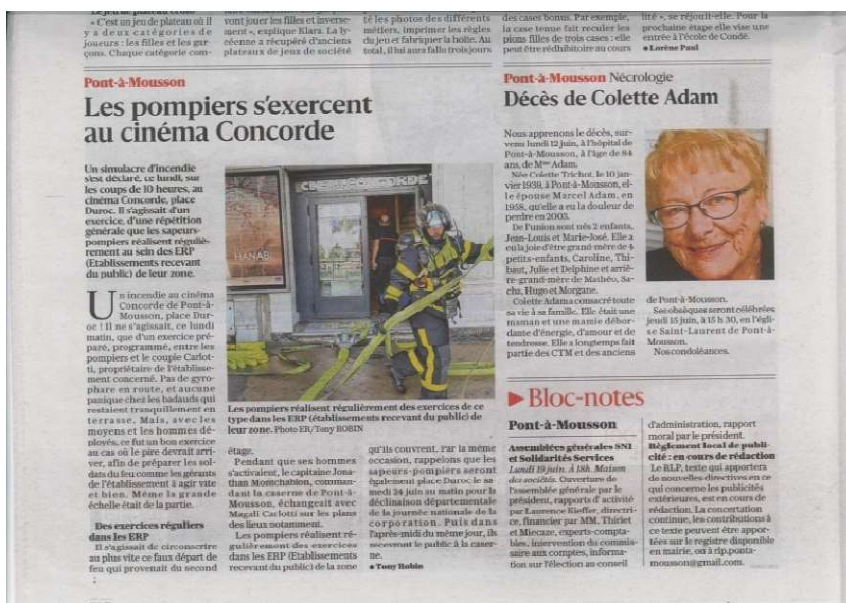 « C'est un jeu de plateau où il
y a deux catégories de
joueurs : les filles et les gar-
çons. Chaque catégorie com-
vont jouer les filles et inverse-
ment », explique Klara. La ly-
céenne a récupéré d'anciens
plateaux de jeux de société
té les photos des différents
métiers, imprimer les règles
du jeu et fabriquer la boîte. Au
total, il lui aura fallu trois jours
des cases bonus. Par exemple,
la case tenue fait reculer les
pions filles de trois cases : elle
peut être rédhibitoire au cours
lité », se réjouit-elle. Pour la
prochaine étape elle vise une
entrée à l'école de Condé.
• Lorène Paul
Pont-à-Mousson
Les pompiers s'exercent
au cinéma Concorde
Un simulacre d'incendie
s'est déclaré, ce lundi, sur
les coups de 10 heures, au
cinéma Concorde, place
Duroc. Il s'agissait d'un
exercice, d'une répétition
générale que les sapeurs-
pompiers réalisent réguliè-
rement au sein des ERP
(Etablissements recevant
du public) de leur zone.
Un incendie au cinéma
Concorde de Pont-à-
Mousson, place Du-
roc ! Il ne s'agissait, ce lundi
matin, que d'un exercice pré-
paré, programmé, entre les
pompiers et le couple Carlot-
ti, propriétaire de l'établisse-
ment concerné. Pas de gyro-
phare en route, et aucune
panique chez les badauds qui
restaient tranquillement en
terrasse. Mais, avec les
moyens et les hommes dé-
ployés, ce fut un bon exercice
au cas où le pire devrait arri-
ver, afin de préparer les sol-
dats du feu comme les gérants
de l'établissement à agir vite
et bien. Même la grande
échelle était de la partie.
Des exercices réguliers
dans les ERP
Il s'agissait de circonscrire
au plus vite ce faux départ de
feu qui provenait du second
CINEMA CONCORDE
HANAB
Les pompiers réalisent régulièrement des exercices de ce
type dans les ERP (établissements recevant du public) de
leur zone. Photo ER/Tony ROBIN
étage.
Pendant que ses hommes
s'activaient, le capitaine Jona-
than Momchablon, comman-
dant la caserne de Pont-à-
Mousson, échangeait avec
Magali Carlotti sur les plans
des lieux notamment.
Les pompiers réalisent ré-
gulièrement des exercices
dans les ERP (Etablissements
recevant du public) de la zone
qu'ils couvrent. Par la même
occasion, rappelons que les
sapeurs-pompiers seront
également place Duroc le sa-
medi 24 juin au matin pour la
déclinaison départementale
de la journée nationale de la
corporation. Puis dans
l'après-midi du même jour, ils
recevront le public à la caser-
ne.
• Tony Robin
Pont-à-Mousson Nécrologie
Décès de Colette Adam
Nous apprenons le décès, sur-
venu lundi 12 juin, à l'hôpital de
Pont-à-Mousson, à l'âge de 84
ans, de Mme Adam.
Née Colette Trichot, le 10 jan-
vier 1939, à Pont-à-Mousson, el-
le épouse Marcel Adam, en
1958, qu'elle a eu la douleur de
perdre en 2003.
De l'union sont nés 2 enfants,
Jean-Louis et Marie-José. Elle a
eu la joie d'être grand-mère de 4
petits-enfants, Caroline, Thi-
baut, Julie et Delphine et arriè-
re-grand-mère de Mathéo, Sa-
cha, Hugo et Morgane.
Colette Adam a consacré toute
sa vie à sa famille. Elle était une
maman et une mamie débor-
dante d'énergie, d'amour et de
tendresse. Elle a longtemps fait
partie des CTM et des anciens
de Pont-à-Mousson.
Ses obsèques seront célébrées
jeudi 15 juin, à 15 h 30, en l'égli-
se Saint-Laurent de Pont-à-
Mousson.
Nos condoléances.
Bloc-notes
Pont-à-Mousson
Assemblées générales SNI
et Solidarités Services
Lundi 19 juin. À 18h. Maison
des sociétés. Ouverture de
l'assemblée générale par le
président, rapports d'activité
par Laurence Kieffer, directri-
ce, financier par MM. Thiriet
et Miecaze, experts-compta-
bles, intervention du commis-
saire aux comptes, informa-
tion sur l'élection au conseil
d'administration, rapport
moral par le président.
Règlement local de publi-
cité : en cours de rédaction
Le RLP, texte qui apportera
de nouvelles directives en ce
qui concerne les publicités
extérieures, est en cours de
rédaction. La concertation
continue, les contributions à
ce texte peuvent être appor-
tées sur le registre disponible
en mairie, ou à rlp.ponta-
mousson@gmail.com.